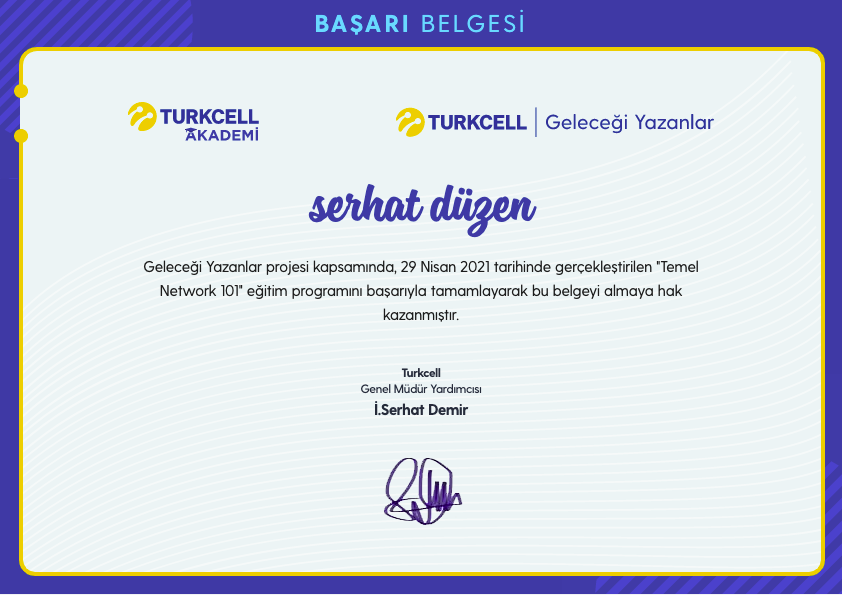 BAŞARI BELGESİ
TURKCELL
AKADEMİ
TURKCELL | Geleceği Yazanlar
serhat düzen
Geleceği Yazanlar projesi kapsamında, 29 Nisan 2021 tarihinde gerçekleştirilen "Temel
Network 101" eğitim programını başarıyla tamamlayarak bu belgeyi almaya hak
kazanmıştır.
Turkcell
Genel Müdür Yardımcısı
İ.Serhat Demir